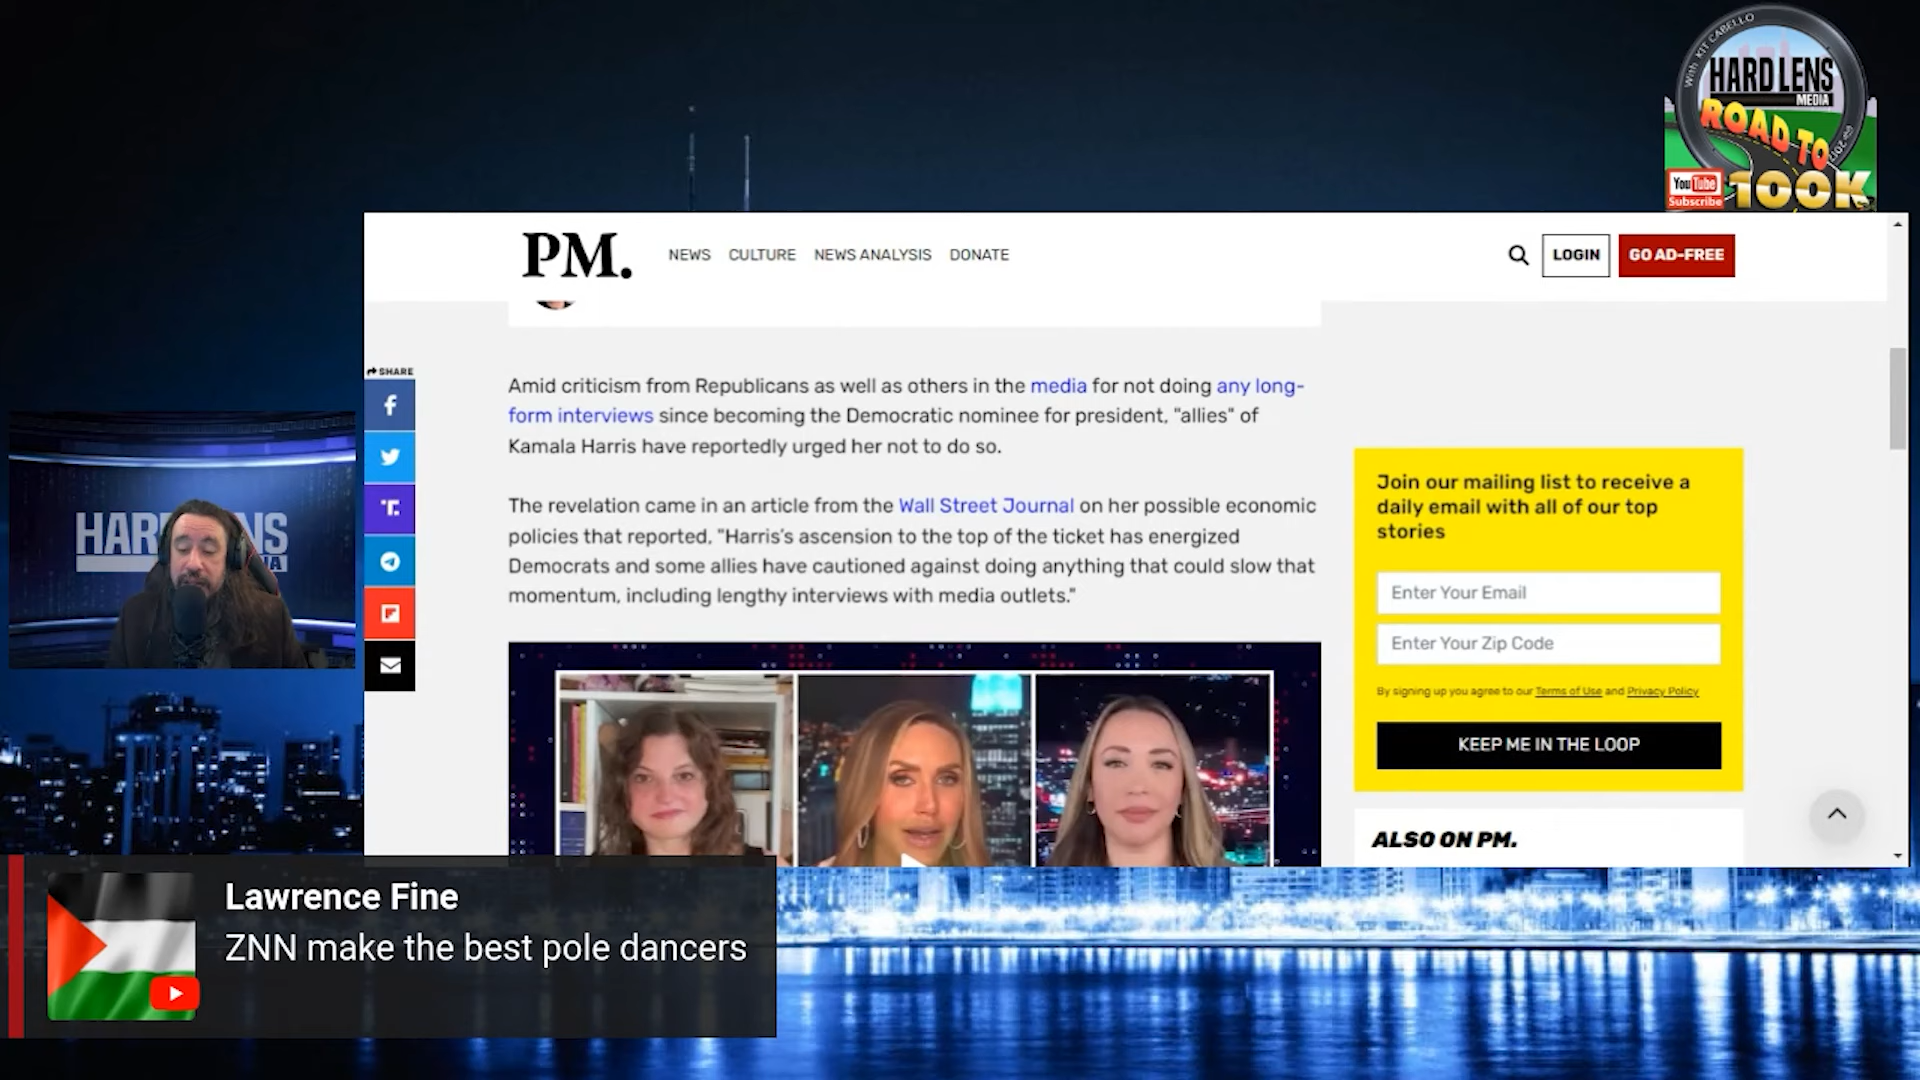 With KIT CABELLO
HARD LENS
MEDIA
ROAD TO
100K
YouTube
Subscribe
PM.
NEWS CULTURE NEWS ANALYSIS DONATE
LOGIN
GO AD-FREE
SHARE
Amid criticism from Republicans as well as others in the media for not doing any long-
form interviews since becoming the Democratic nominee for president, "allies" of
Kamala Harris have reportedly urged her not to do so.
The revelation came in an article from the Wall Street Journal on her possible economic
policies that reported, "Harris's ascension to the top of the ticket has energized
Democrats and some allies have cautioned against doing anything that could slow that
momentum, including lengthy interviews with media outlets."
Join our mailing list to receive a
daily email with all of our top
stories
Enter Your Email
Enter Your Zip Code
By signing up you agree to our Terms of Use and Privacy Policy
KEEP ME IN THE LOOP
ALSO ON PM.
Lawrence Fine
ZNN make the best pole dancers